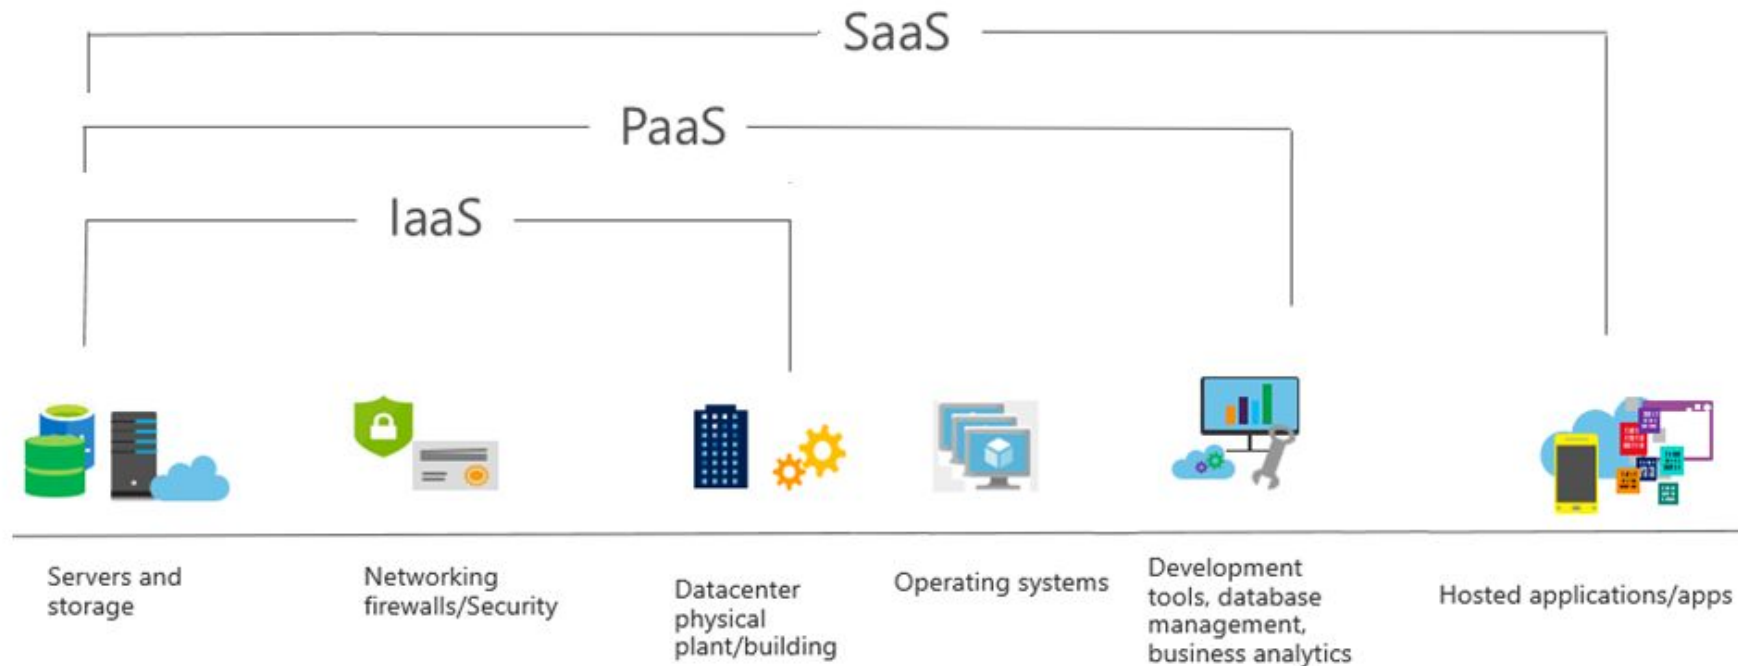 SaaS
PaaS
IaaS
Servers and
storage
Networking
firewalls/Security
Datacenter
physical
plant/building
Operating systems
Development
tools, database
management,
business analytics
Hosted applications/apps